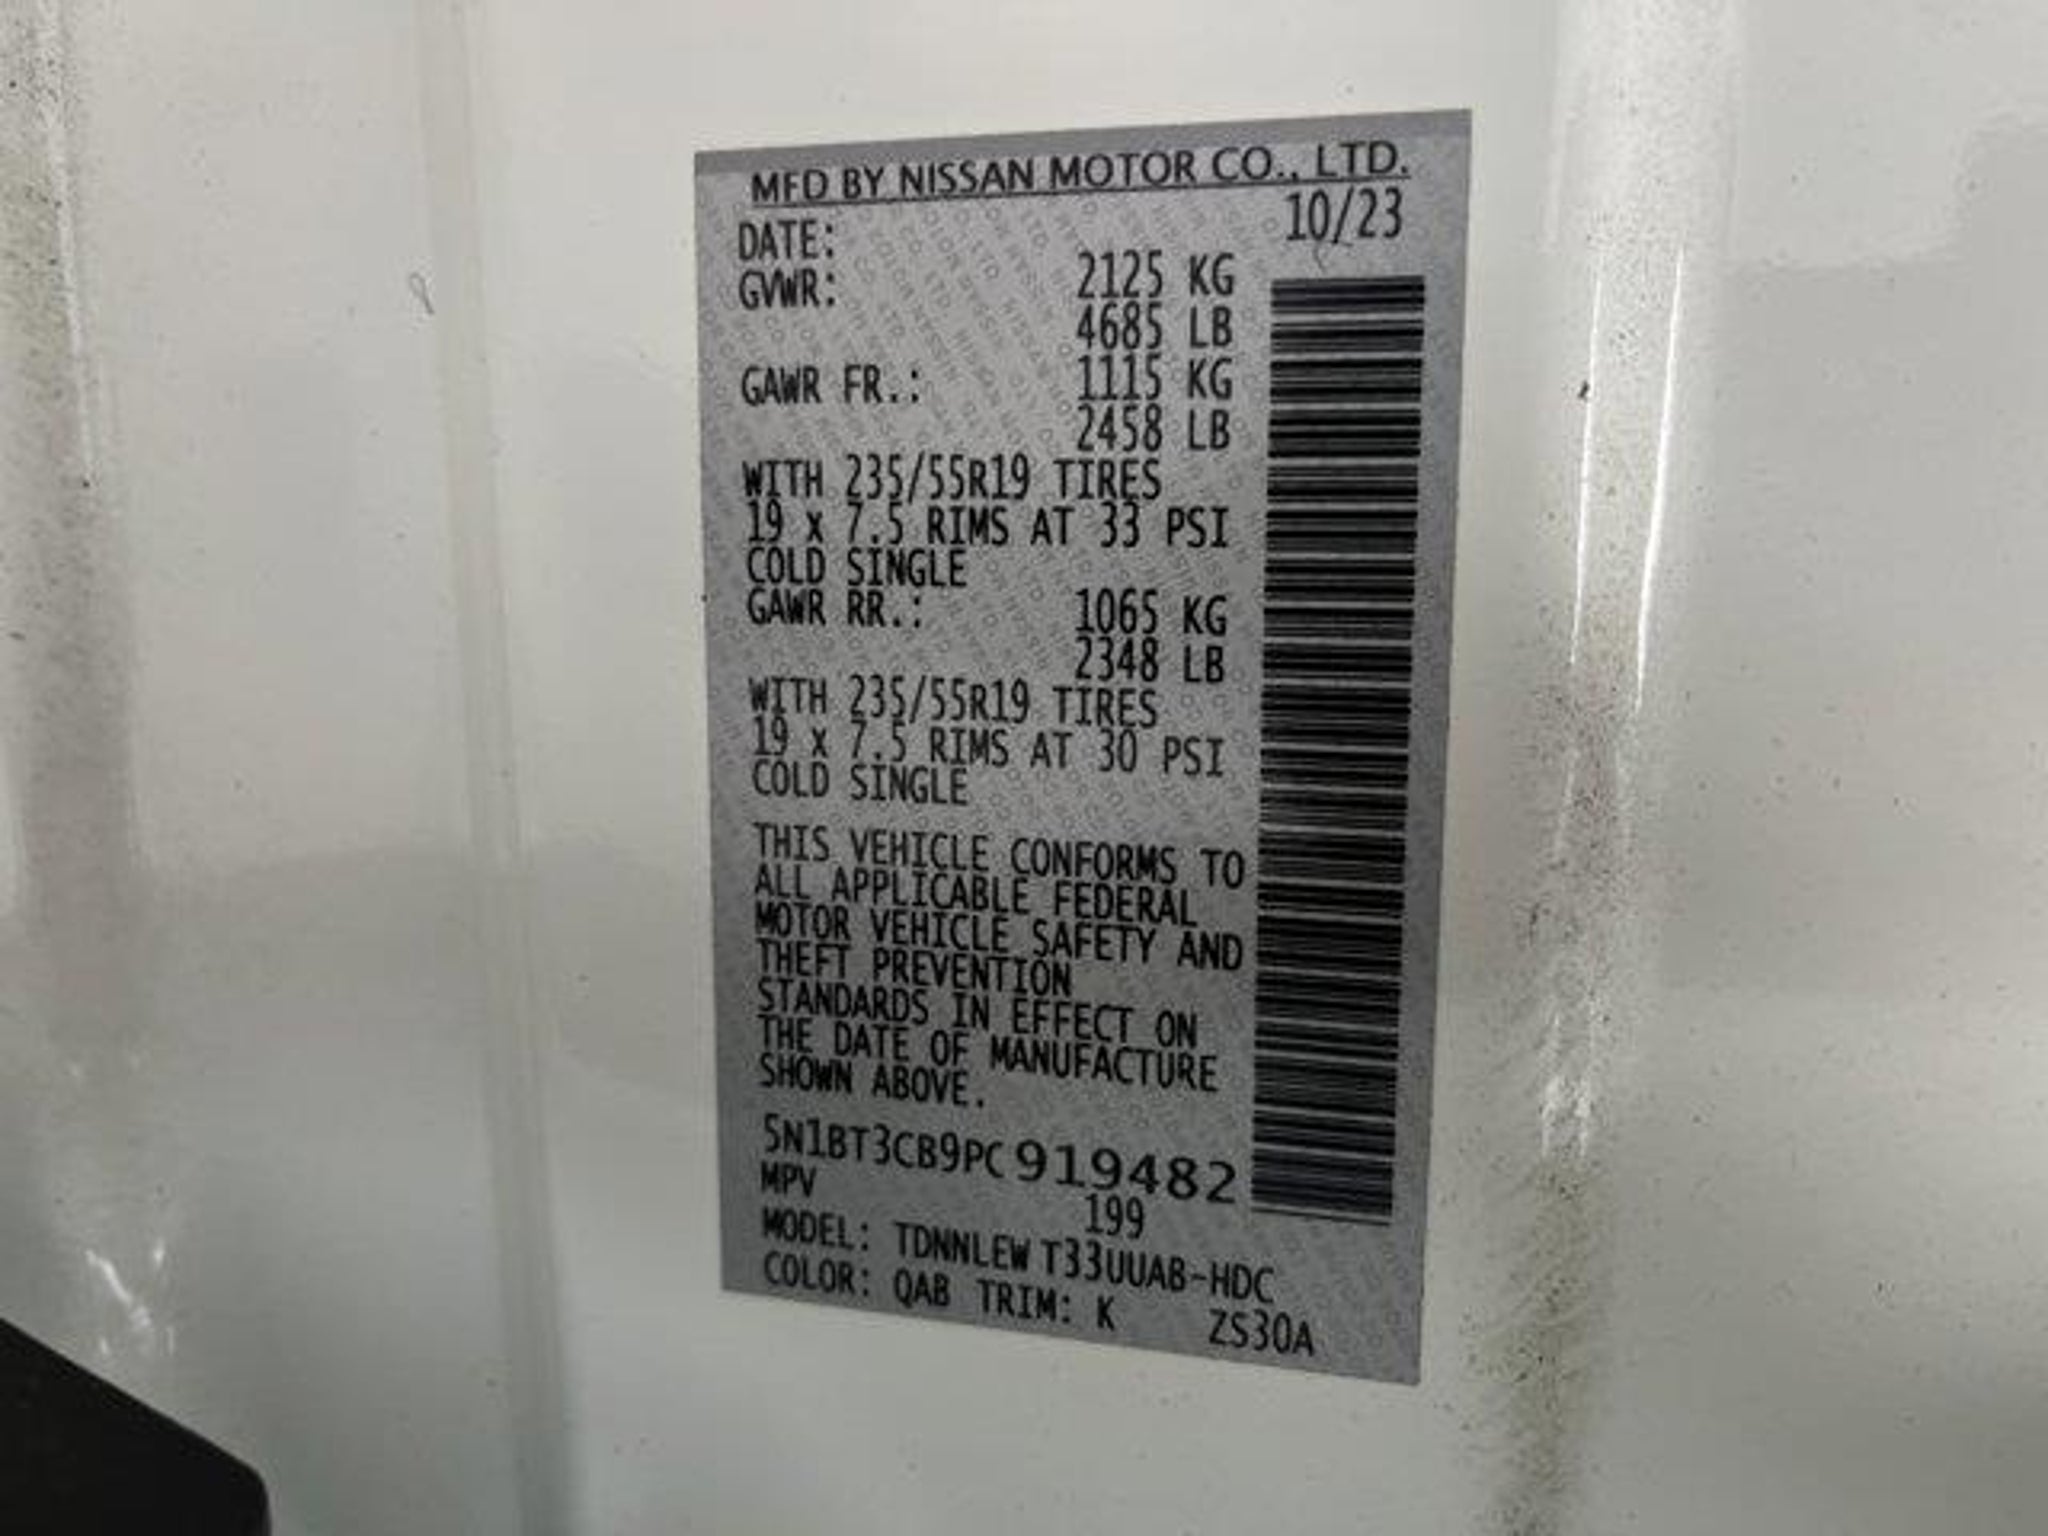 MFD BY NISSAN MOTOR CO., LTD.
DATE: 10/23
GVWR: 2125 KG
4685 LB
GAWR FR.: 1115 KG
2458 LB
WITH 235/55R19 TIRES
19 x 7.5 RIMS AT 33 PSI
COLD SINGLE
GAWR RR.: 1065 KG
2348 LB
WITH 235/55R19 TIRES
19 x 7.5 RIMS AT 30 PSI
COLD SINGLE
THIS VEHICLE CONFORMS TO
ALL APPLICABLE FEDERAL
MOTOR VEHICLE SAFETY AND
THEFT PREVENTION
STANDARDS IN EFFECT ON
THE DATE OF MANUFACTURE
SHOWN ABOVE.
5N1BT3CB9PC919482
MPV 199
MODEL: TDNNLEW T33UUAB-HDC
COLOR: QAB TRIM: K ZS30A